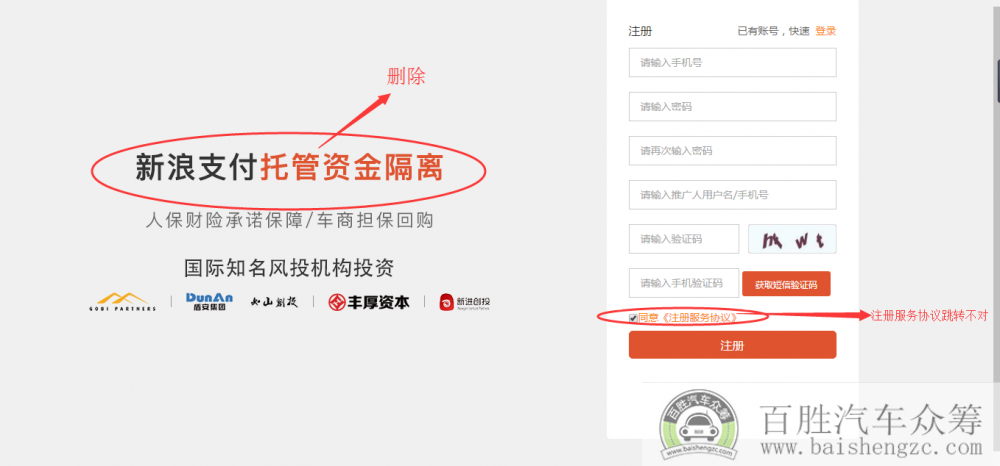 删除
新浪支付托管资金隔离
人保财险承诺保障/车商担保回购
国际知名风投机构投资
GOBI PARTNERS
DunAn
盾安集团
丰厚资本
新进创投
注册
已有账号，快速 登录
请输入手机号
请输入密码
请再次输入密码
请输入推广人用户名/手机号
请输入验证码
请输入手机验证码
获取短信验证码
同意《注册服务协议》
注册服务协议跳转不对
注册
百胜汽车众筹
www.baishengzc.com
百胜汽车众筹
www.baishengzc.com